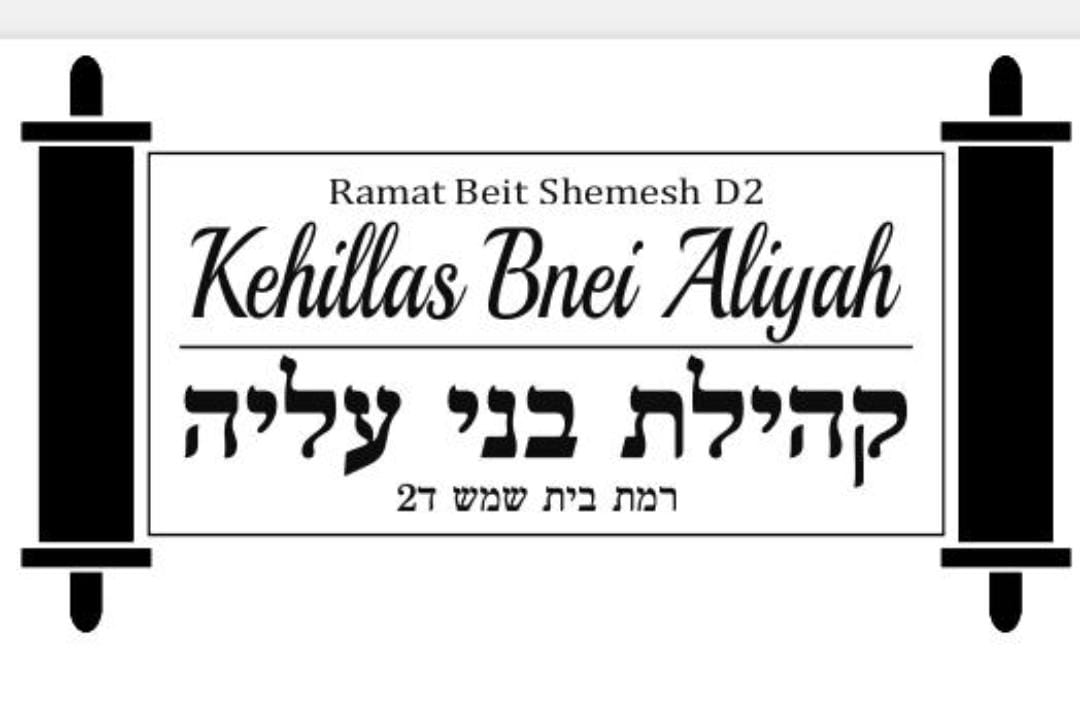 Ramat Beit Shemesh D2
Kehillas Bnei Aliyah
קהילת בני עליה
רמת בית שמש ד2